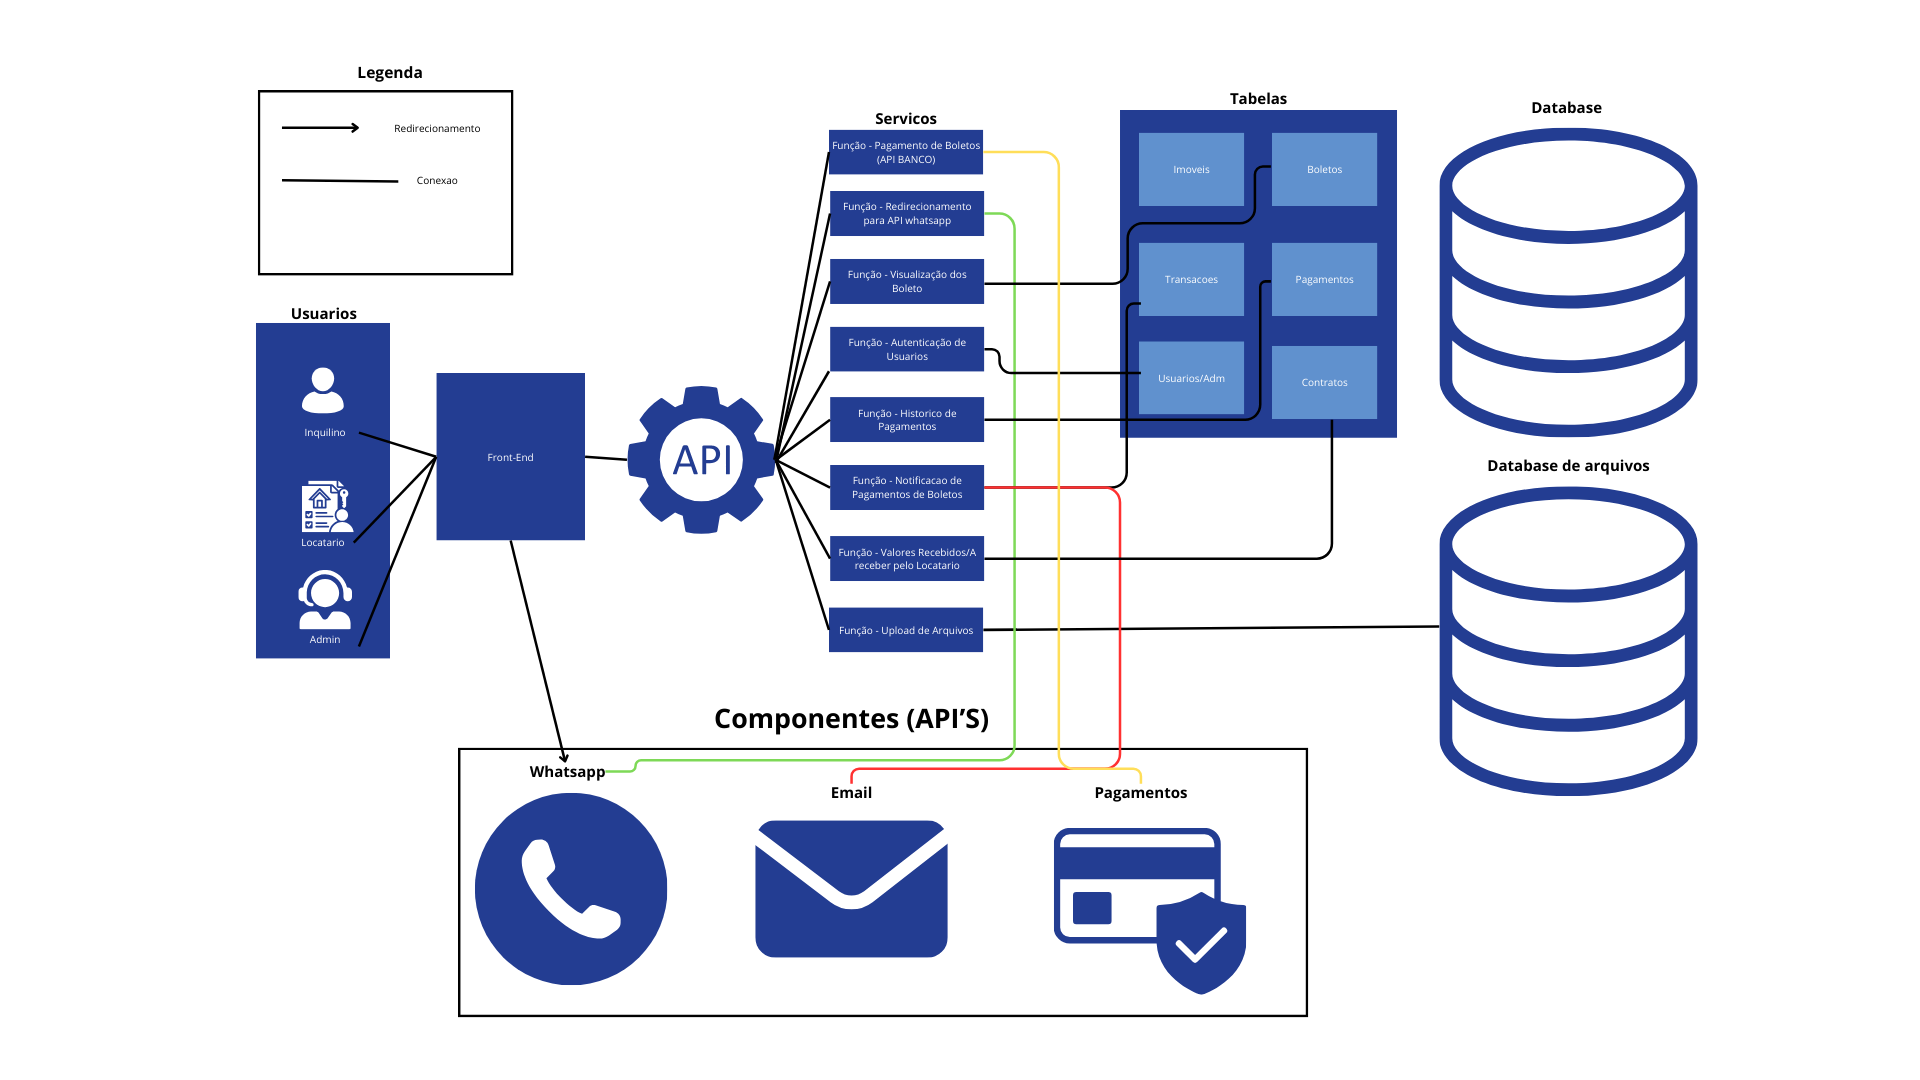 Legenda
Redirecionamento
Conexao
Usuarios
Inquilino
Locatario
Admin
Front-End
API
Servicos
Função - Pagamento de Boletos
(API BANCO)
Função - Redirecionamento
para API whatsapp
Função - Visualização dos
Boleto
Função - Autenticação de
Usuarios
Função - Historico de
Pagamentos
Função - Notificacao de
Pagamentos de Boletos
Função - Valores Recebidos/A
receber pelo Locatario
Função - Upload de Arquivos
Tabelas
Imoveis
Boletos
Transacoes
Pagamentos
Usuarios/Adm
Contratos
Database
Database de arquivos
Componentes (API’S)
Whatsapp
Email
Pagamentos